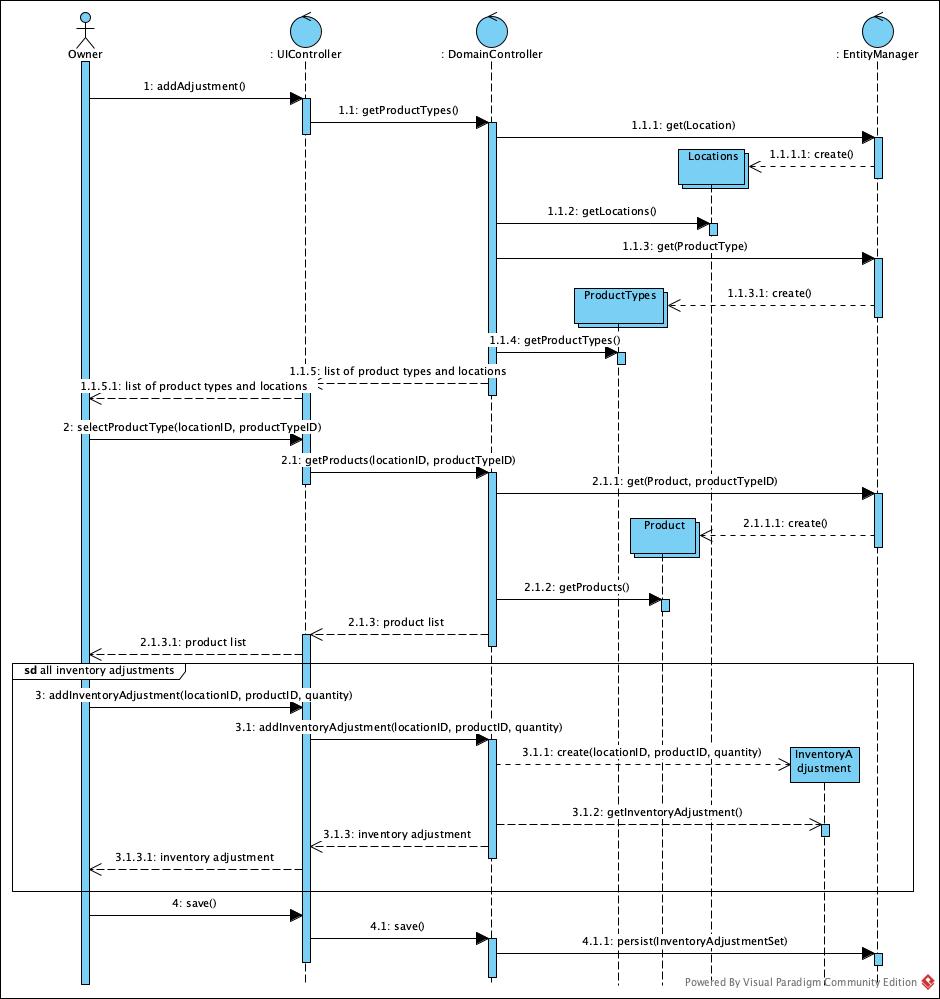 Owner
: UIController
: DomainController
: EntityManager
1: addAdjustment()
1.1: getProductTypes()
1.1.1: get(Location)
Locations
1.1.1.1: create()
1.1.2: getLocations()
1.1.3: get(ProductType)
ProductTypes
1.1.3.1: create()
1.1.4: getProductTypes()
1.1.5: list of product types and locations
1.1.5.1: list of product types and locations
2: selectProductType(locationID, productTypeID)
2.1: getProducts(locationID, productTypeID)
2.1.1: get(Product, productTypeID)
Product
2.1.1.1: create()
2.1.2: getProducts()
2.1.3: product list
2.1.3.1: product list
sd all inventory adjustments
3: addInventoryAdjustment(locationID, productID, quantity)
3.1: addInventoryAdjustment(locationID, productID, quantity)
3.1.1: create(locationID, productID, quantity)
InventoryA
djustment
3.1.2: getInventoryAdjustment()
3.1.3: inventory adjustment
3.1.3.1: inventory adjustment
4: save()
4.1: save()
4.1.1: persist(InventoryAdjustmentSet)
Powered By Visual Paradigm Community Edition